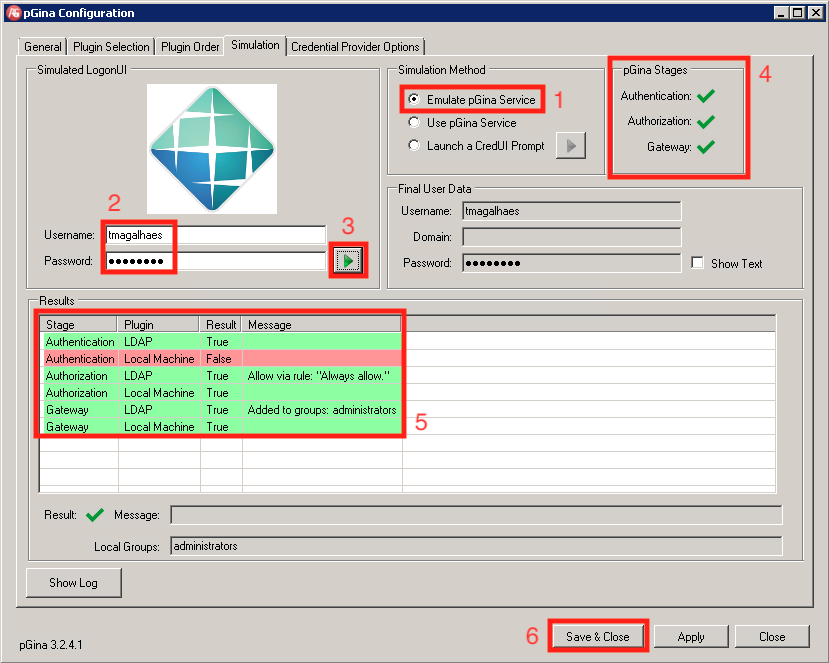 pGina Configuration
General Plugin Selection Plugin Order Simulation Credential Provider Options
Simulated LogonUI
2
Username: tmagalhaes
Password: ●●●●●●●●
3
Simulation Method
Emulate pGina Service 1
Use pGina Service
Launch a CredUI Prompt
pGina Stages 4
Authentication:
Authorization:
Gateway:
Final User Data
Username: tmagalhaes
Domain:
Password: ●●●●●●●● Show Text
Results
Stage Plugin Result Message
Authentication LDAP True
Authentication Local Machine False
Authorization LDAP True Allow via rule: "Always allow."
Authorization Local Machine True
Gateway LDAP True Added to groups: administrators
Gateway Local Machine True
5
Result: Message:
Local Groups: administrators
Show Log
6 Save & Close Apply Close
pGina 3.2.4.1